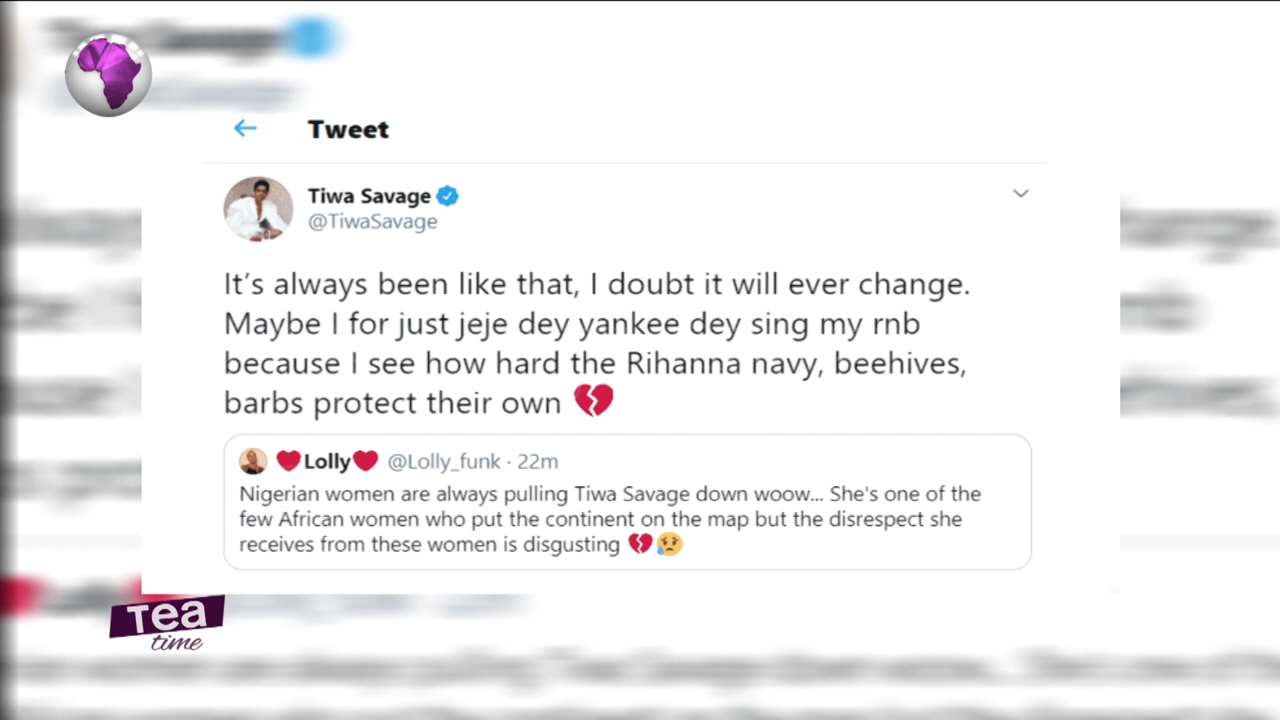 Tweet
Tiwa Savage
@TiwaSavage
It’s always been like that, I doubt it will ever change.
Maybe I for just jeje dey yankee dey sing my rnb
because I see how hard the Rihanna navy, beehives,
barbs protect their own 💔
❤️Lolly❤️ @Lolly_funk · 22m
Nigerian women are always pulling Tiwa Savage down woow... She's one of the
few African women who put the continent on the map but the disrespect she
receives from these women is disgusting 💔😢
Tea
time